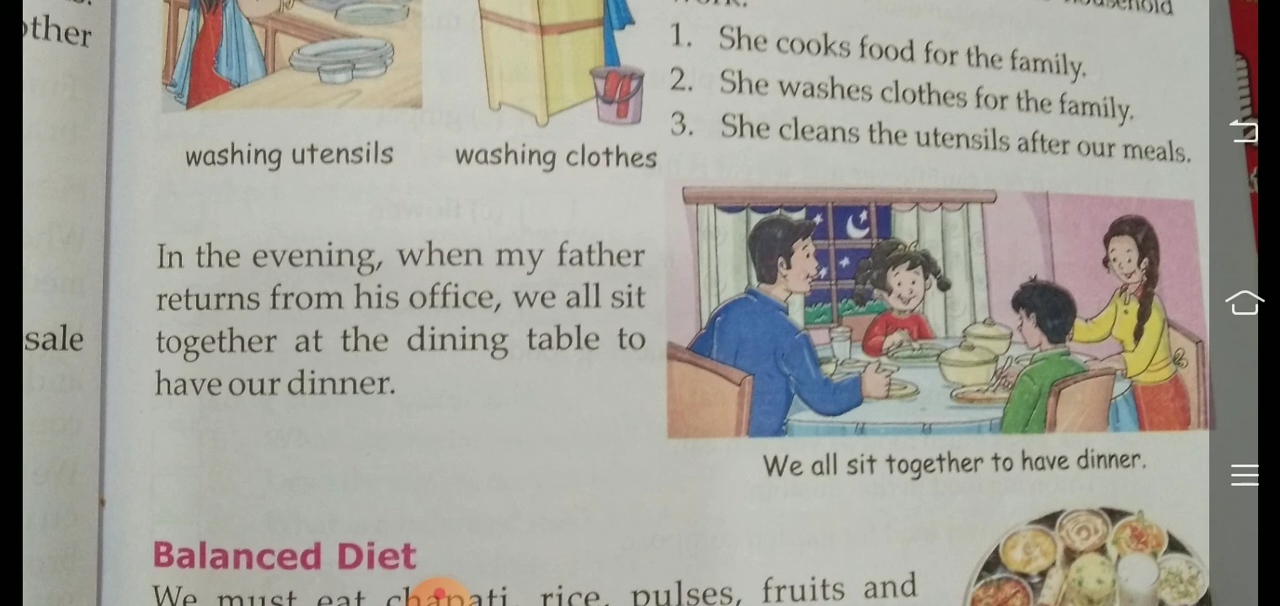 other
sale
household
work.
1. She cooks food for the family.
2. She washes clothes for the family.
3. She cleans the utensils after our meals.
washing utensils
washing clothes
In the evening, when my father
returns from his office, we all sit
together at the dining table to
have our dinner.
We all sit together to have dinner.
Balanced Diet
We must eat chapati, rice, pulses, fruits and